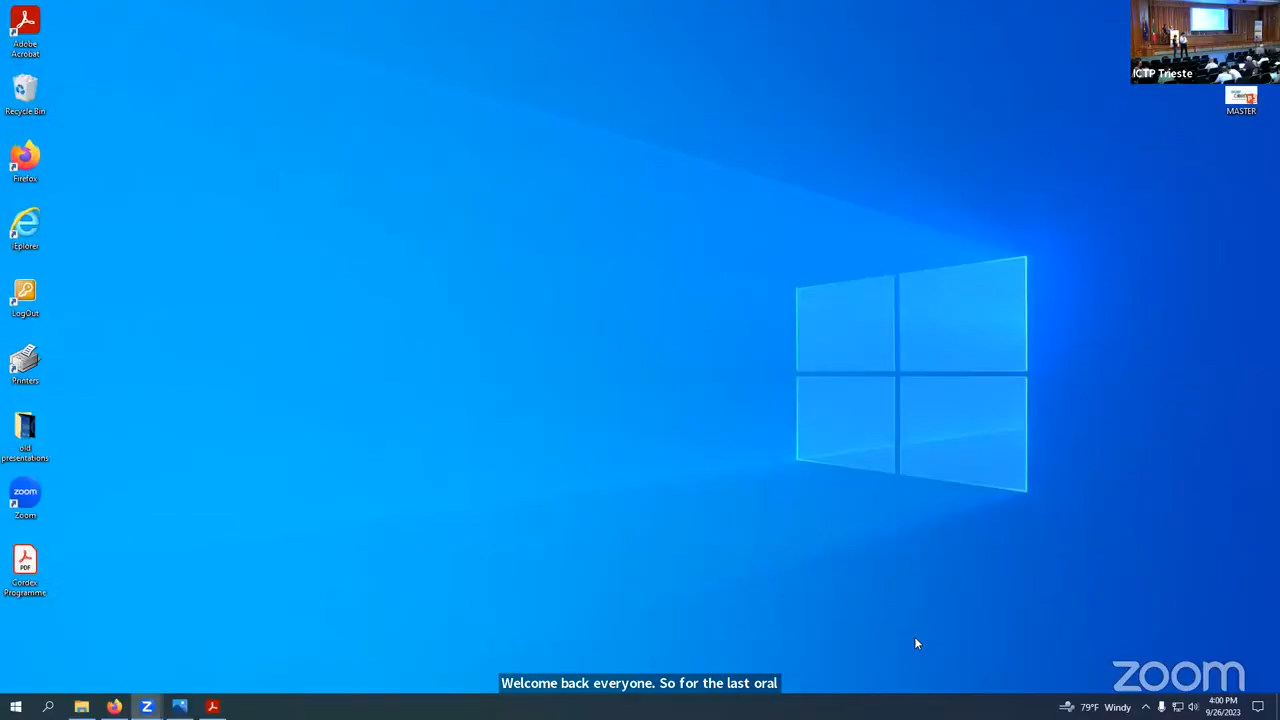 Adobe
Acrobat
Recycle Bin
Firefox
IExplorer
LogOut
Printers
old
presentations
zoom
Zoom
PDF
Cordex
Programme
ICTP Trieste
MASTER
Welcome back everyone. So for the last oral
zoom
Z
79°F Windy
4:00 PM
9/26/2023